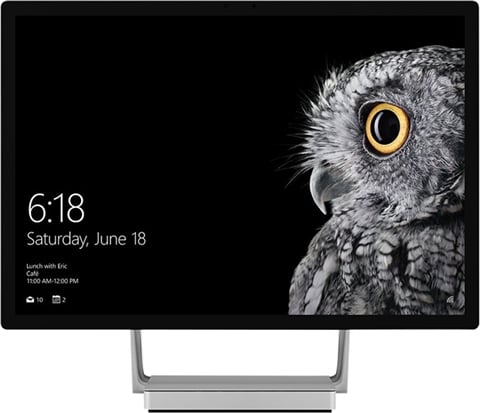 6:18
Saturday, June 18
Lunch with Eric
Café
11:00 AM-12:00 PM
10 2